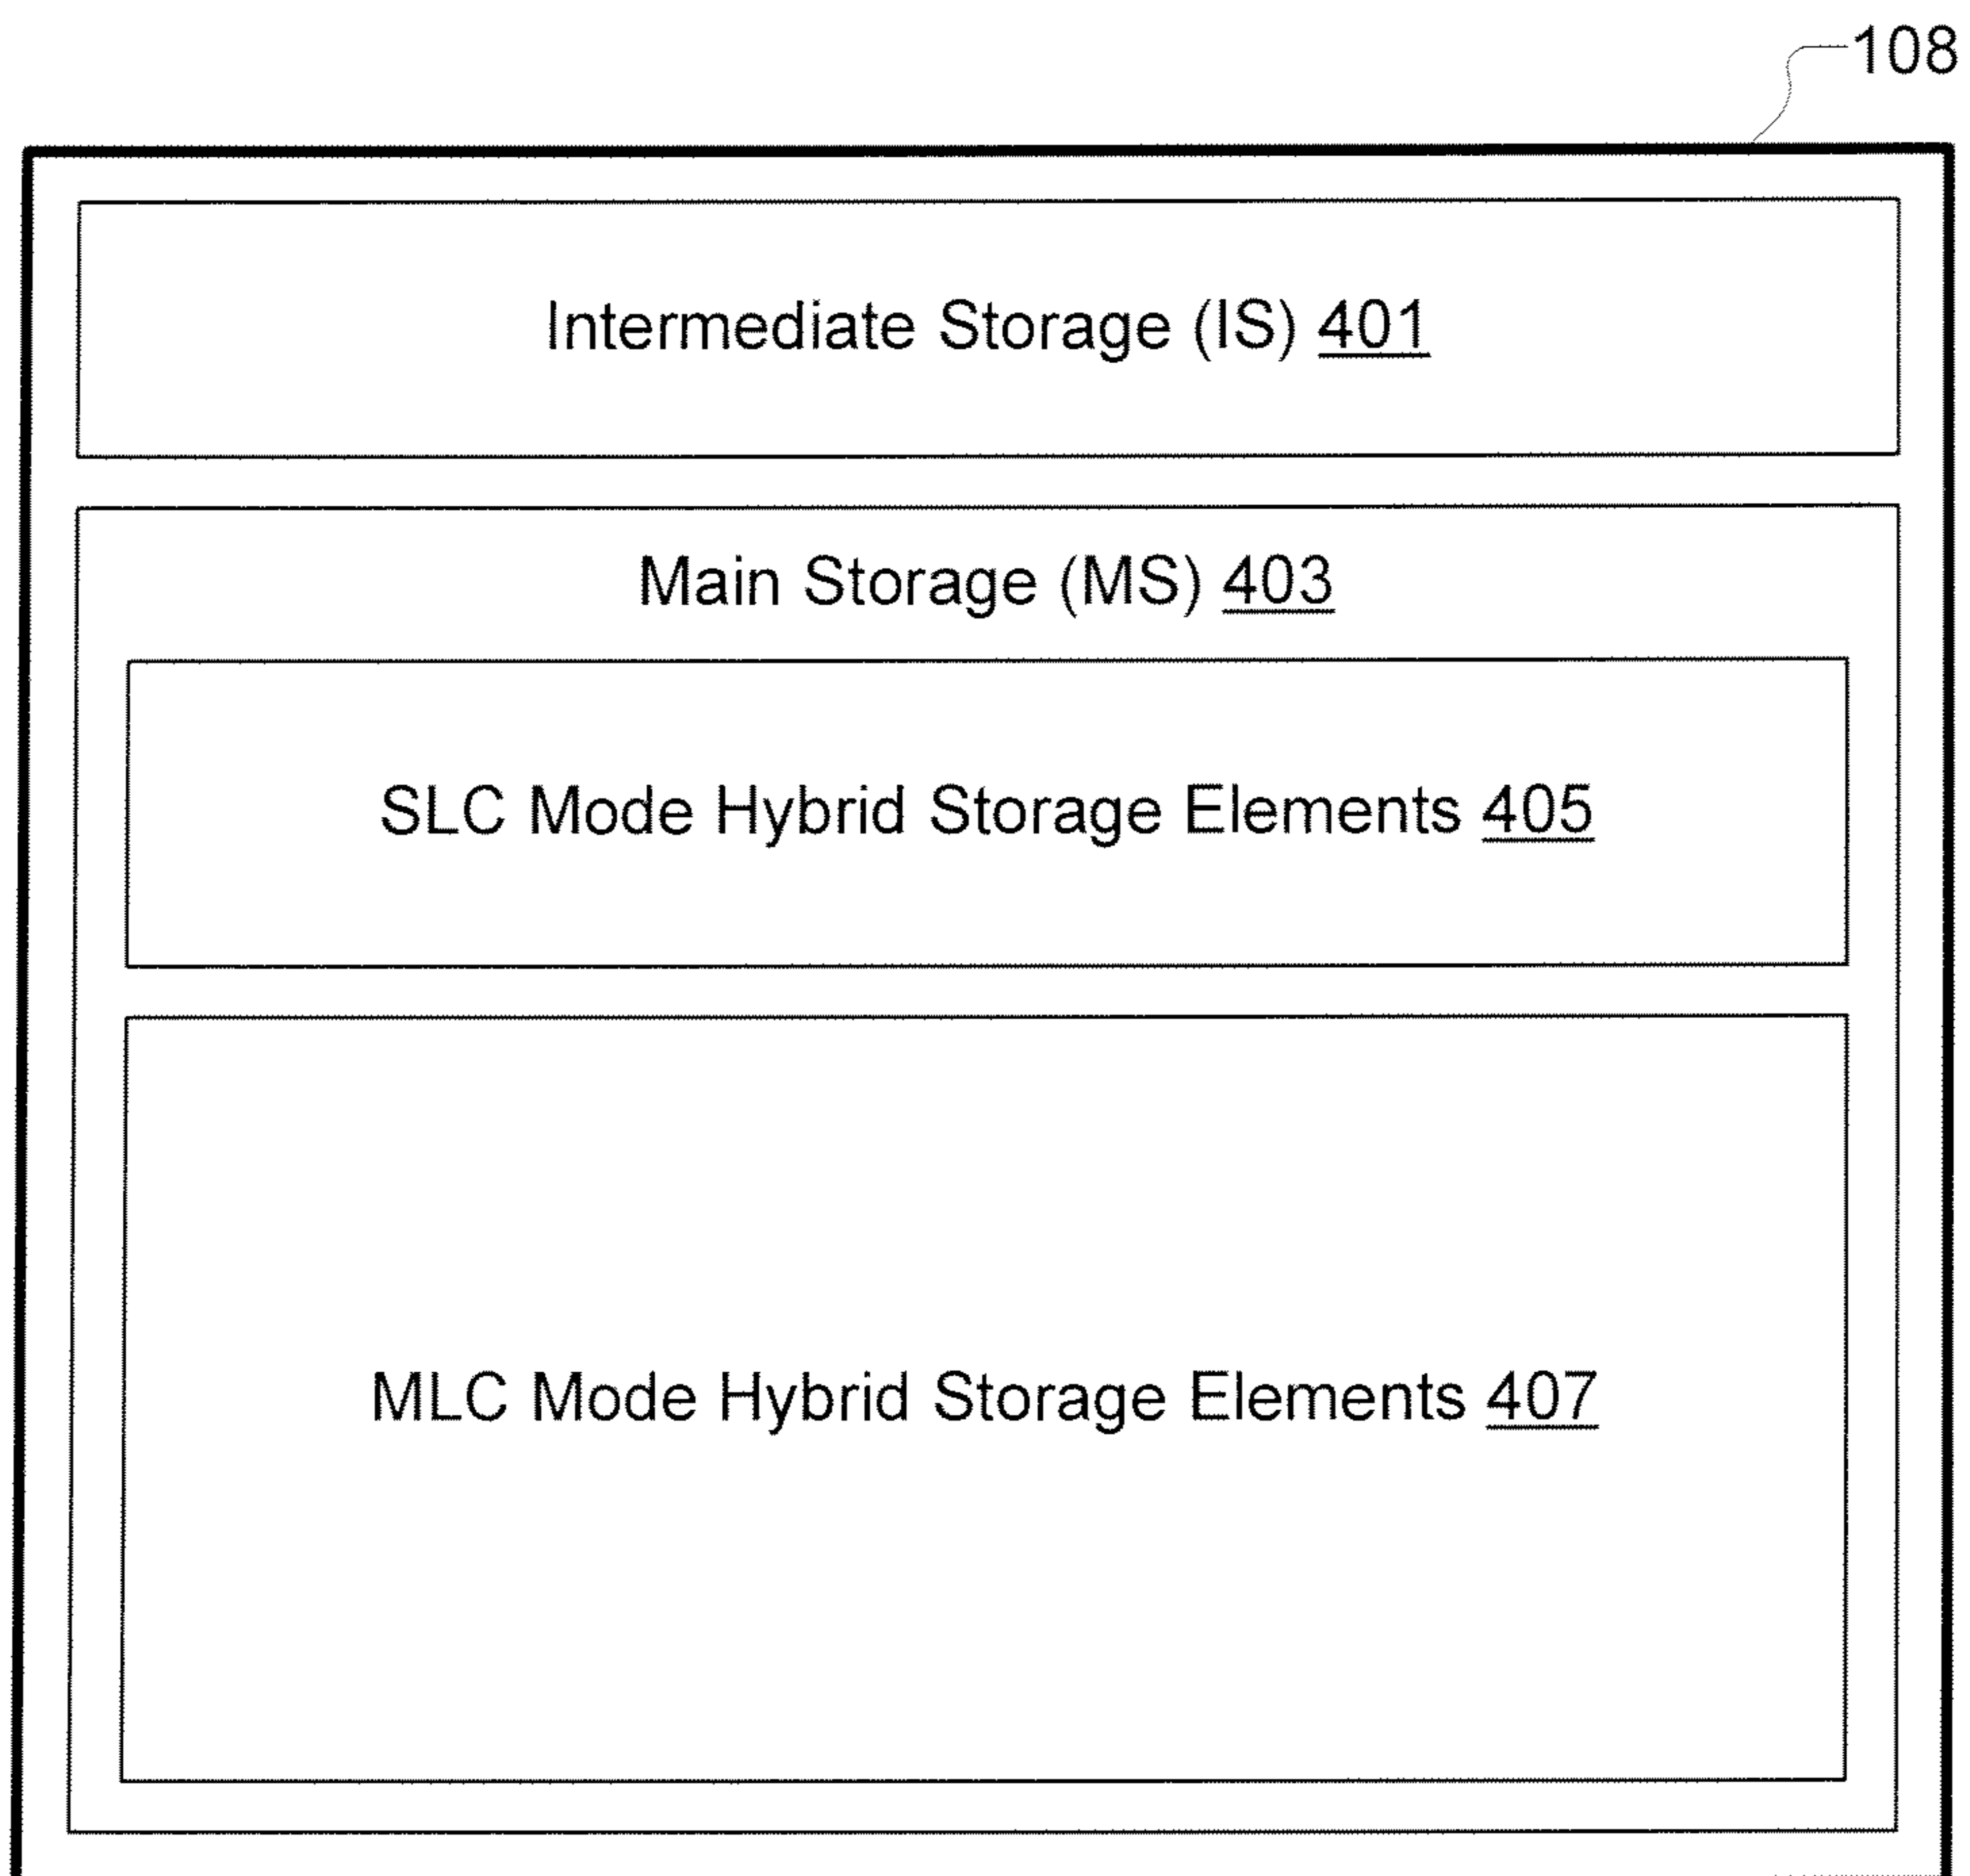 108
Intermediate Storage (IS) 401
Main Storage (MS) 403
SLC Mode Hybrid Storage Elements 405
MLC Mode Hybrid Storage Elements 407